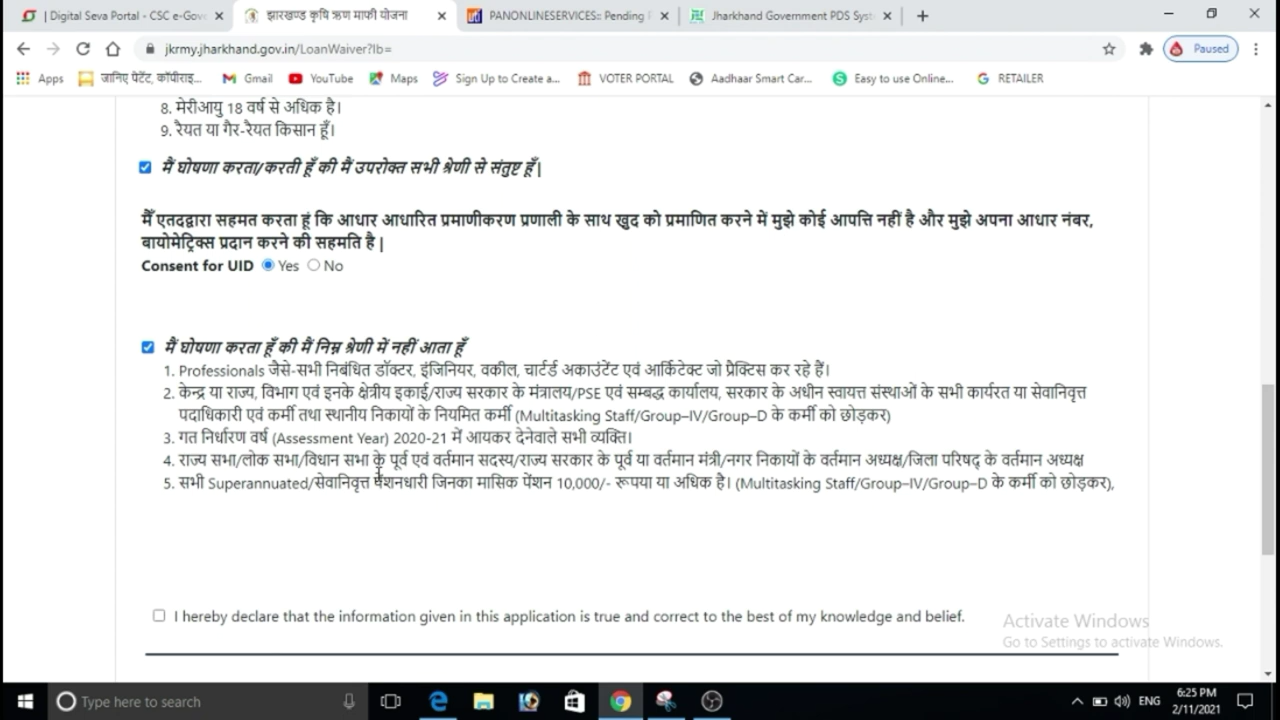 | Digital Seva Portal - CSC e-Gov
झारखण्ड कृषि ऋण माफी योजना
PANONLINESERVICES:: Pending
Jharkhand Government PDS Syst
jkrmy.jharkhand.gov.in/LoanWaiver?lb=
Paused
Apps
जानिए पेटेंट, कॉपीराइ...
Gmail
YouTube
Maps
Sign Up to Create a...
VOTER PORTAL
Aadhaar Smart Car...
Easy to use Online...
RETAILER
8. मेरीआयु 18 वर्ष से अधिक है।
9. रैयत या गैर-रैयत किसान हूँ।
मैं घोषणा करता/करती हूँ की मैं उपरोक्त सभी श्रेणी से संतुष्ट हूँ|
मैँ एतदद्वारा सहमत करता हूं कि आधार आधारित प्रमाणीकरण प्रणाली के साथ खुद को प्रमाणित करने में मुझे कोई आपत्ति नहीं है और मुझे अपना आधार नंबर,
बायोमेट्रिक्स प्रदान करने की सहमति है |
Consent for UID Yes No
मैं घोषणा करता हूँ की मैं निम्न श्रेणी में नहीं आता हूँ
1. Professionals जैसे-सभी निबंधित डॉक्टर, इंजिनियर, वकील, चार्टर्ड अकाउंटेंट एवं आर्किटेक्ट जो प्रैक्टिस कर रहे हैं।
2. केन्द्र या राज्य, विभाग एवं इनके क्षेत्रीय इकाई/राज्य सरकार के मंत्रालय/PSE एवं सम्बद्ध कार्यालय, सरकार के अधीन स्वायत्त संस्थाओं के सभी कार्यरत या सेवानिवृत्त
पदाधिकारी एवं कर्मी तथा स्थानीय निकायों के नियमित कर्मी (Multitasking Staff/Group–IV/Group–D के कर्मी को छोड़कर)
3. गत निर्धारण वर्ष (Assessment Year) 2020-21 में आयकर देनेवाले सभी व्यक्ति।
4. राज्य सभा/लोक सभा/विधान सभा के पूर्व एवं वर्तमान सदस्य/राज्य सरकार के पूर्व या वर्तमान मंत्री/नगर निकायों के वर्तमान अध्यक्ष/जिला परिषद् के वर्तमान अध्यक्ष
5. सभी Superannuated/सेवानिवृत्त पेंशनधारी जिनका मासिक पेंशन 10,000/- रूपया या अधिक है। (Multitasking Staff/Group–IV/Group–D के कर्मी को छोड़कर),
I hereby declare that the information given in this application is true and correct to the best of my knowledge and belief.
Activate Windows
Go to Settings to activate Windows.
Type here to search
ENG
6:25 PM
2/11/2021